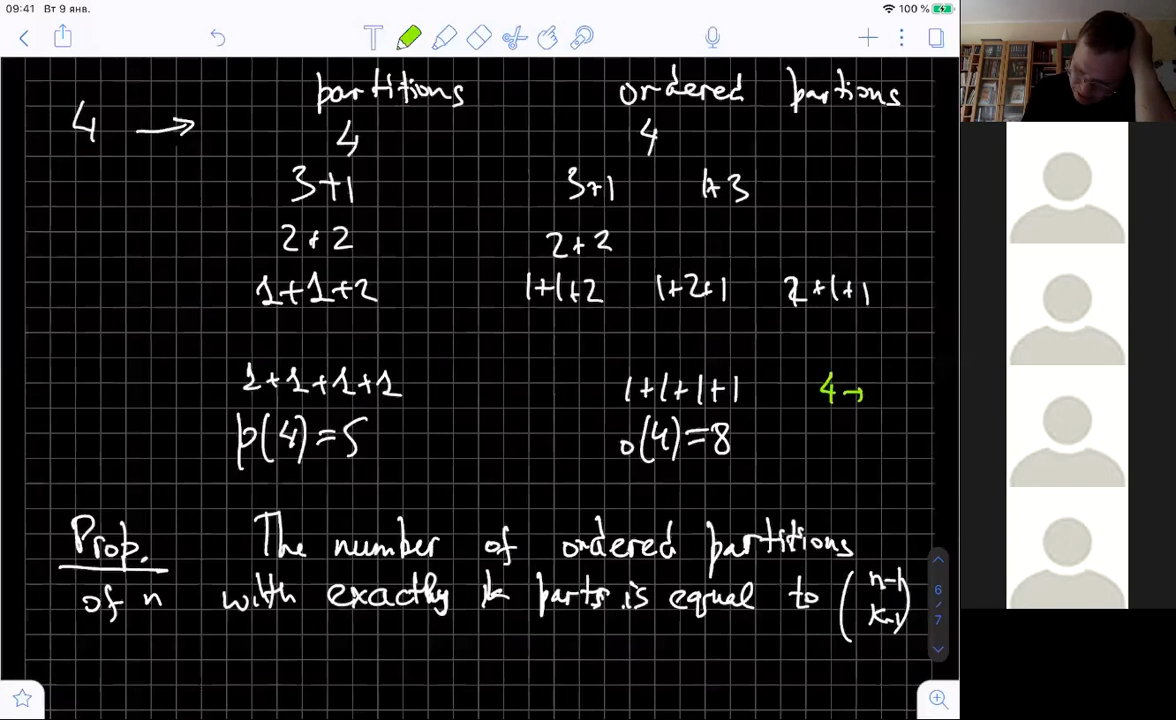 09:41 Вт 9 янв. 100 %
partitions ordered partions
4 → 4 4
3+1 3+1 1+3
2+2 2+2
1+1+2 1+1+2 1+2+1 2+1+1
1+1+1+1 1+1+1+1 4→
p(4)=5 o(4)=8
Prop. The number of ordered partitions
of n with exactly k parts is equal to (n-1
k-1)
6
/
7